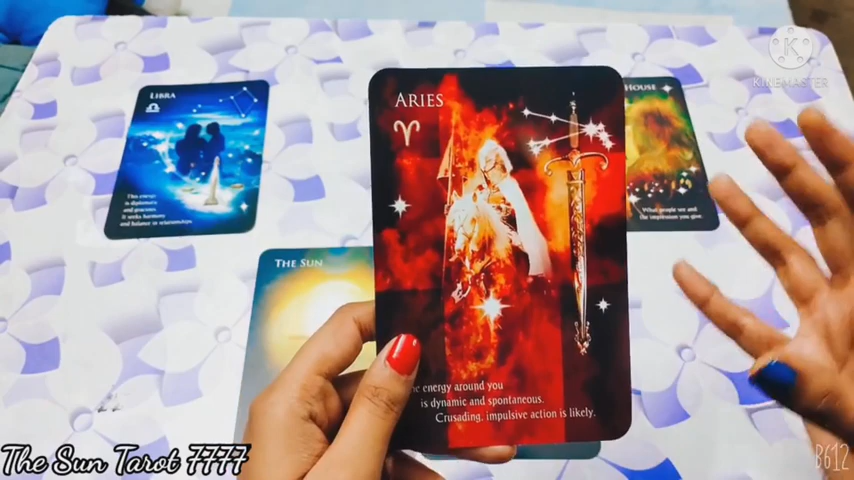 LIBRA
This energy
is diplomatic
and gracious.
It seeks harmony
and balance in relationships.
THE SUN
ARIES
energy around you
is dynamic and spontaneous.
Crusading, impulsive action is likely.
HOUSE
What people see and
the impression you give.
KINEMASTER
The Sun Tarot 7777
B612